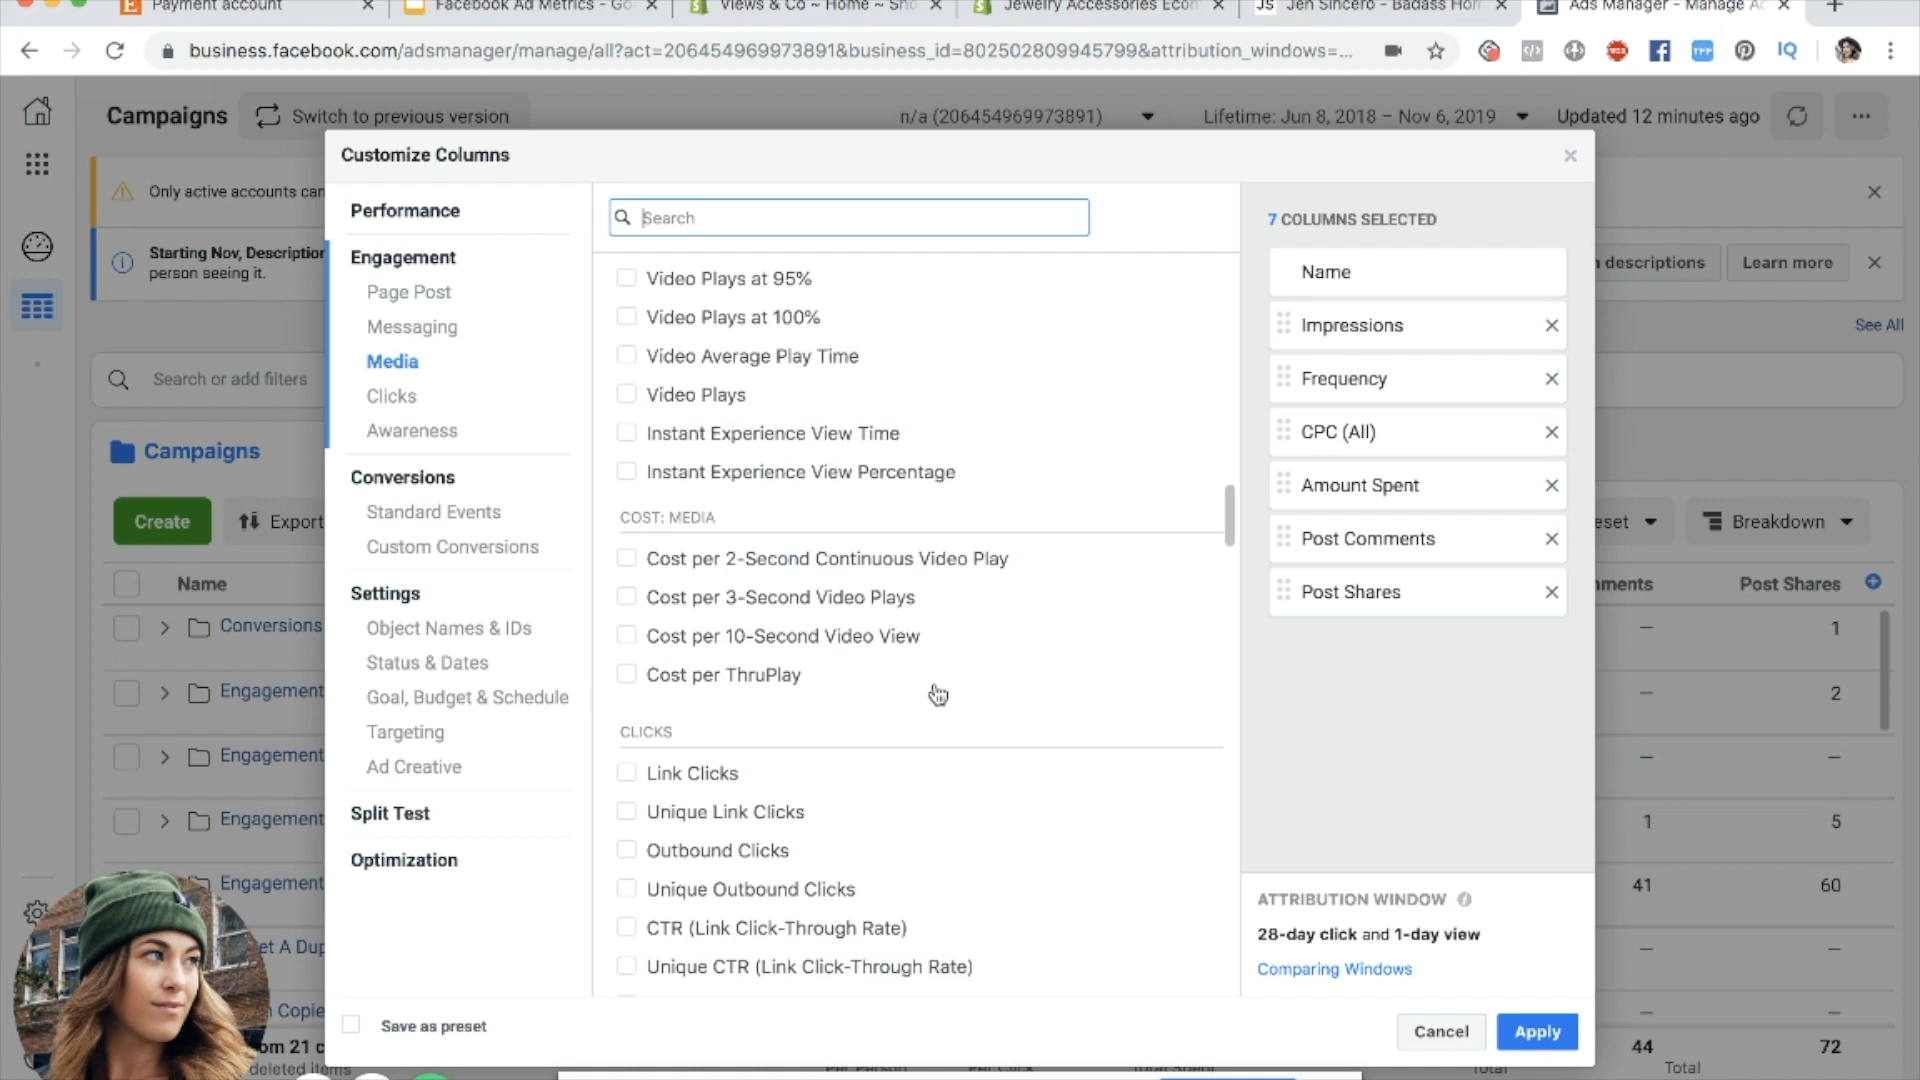 Payment account
Facebook Ad Metrics - Go
Views & Co ~ Home ~ Sho
Jewelry Accessories Ecom
Jen Sincero - Badass Hom
Ads Manager - Manage Ad
business.facebook.com/adsmanager/manage/all?act=206454969973891&business_id=802502809945799&attribution_windows=...
Campaigns
Switch to previous version
n/a (206454969973891)
Lifetime: Jun 8, 2018 – Nov 6, 2019
Updated 12 minutes ago
Only active accounts can
Starting Nov, Description
person seeing it.
n descriptions
Learn more
See All
Search or add filters
Campaigns
Create
Export
eset
Breakdown
Name
mments
Post Shares
Conversions
—
1
Engagement
—
2
Engagement
—
—
Engagement
1
5
Engagement
41
60
et A Dup
—
—
n Copie
—
—
om 21 c
deleted items
44
72
Total
Total
Customize Columns
Performance
Engagement
Page Post
Messaging
Media
Clicks
Awareness
Conversions
Standard Events
Custom Conversions
Settings
Object Names & IDs
Status & Dates
Goal, Budget & Schedule
Targeting
Ad Creative
Split Test
Optimization
Search
Video Plays at 95%
Video Plays at 100%
Video Average Play Time
Video Plays
Instant Experience View Time
Instant Experience View Percentage
COST: MEDIA
Cost per 2-Second Continuous Video Play
Cost per 3-Second Video Plays
Cost per 10-Second Video View
Cost per ThruPlay
CLICKS
Link Clicks
Unique Link Clicks
Outbound Clicks
Unique Outbound Clicks
CTR (Link Click-Through Rate)
Unique CTR (Link Click-Through Rate)
7 COLUMNS SELECTED
Name
Impressions
Frequency
CPC (All)
Amount Spent
Post Comments
Post Shares
ATTRIBUTION WINDOW
28-day click and 1-day view
Comparing Windows
Save as preset
Cancel
Apply